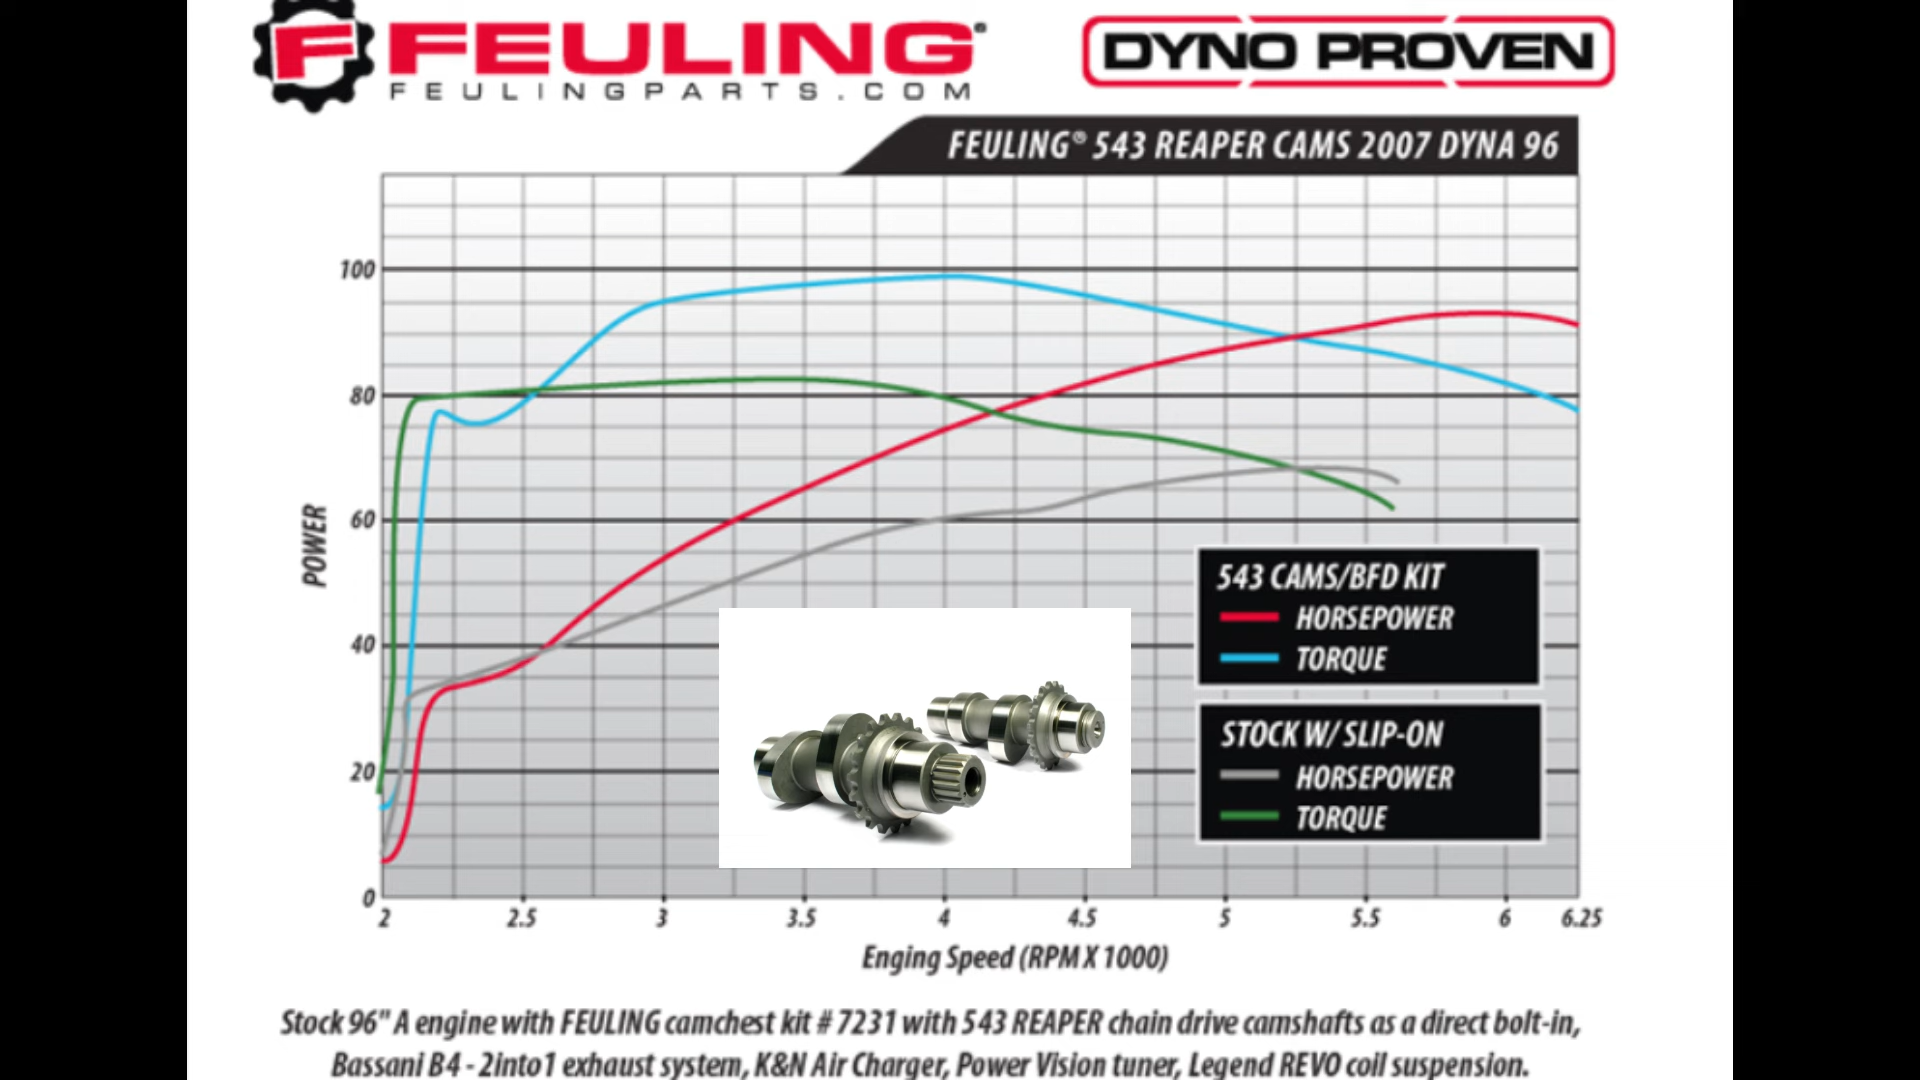 FEULING®
FEULINGPARTS.COM
DYNO PROVEN
FEULING® 543 REAPER CAMS 2007 DYNA 96
100
80
60
40
20
0
POWER
2 2.5 3 3.5 4 4.5 5 5.5 6 6.25
Enging Speed (RPM X 1000)
543 CAMS/BFD KIT
HORSEPOWER
TORQUE
STOCK W/ SLIP-ON
HORSEPOWER
TORQUE
Stock 96" A engine with FEULING camchest kit # 7231 with 543 REAPER chain drive camshafts as a direct bolt-in,
Bassani B4 - 2into1 exhaust system, K&N Air Charger, Power Vision tuner, Legend REVO coil suspension.